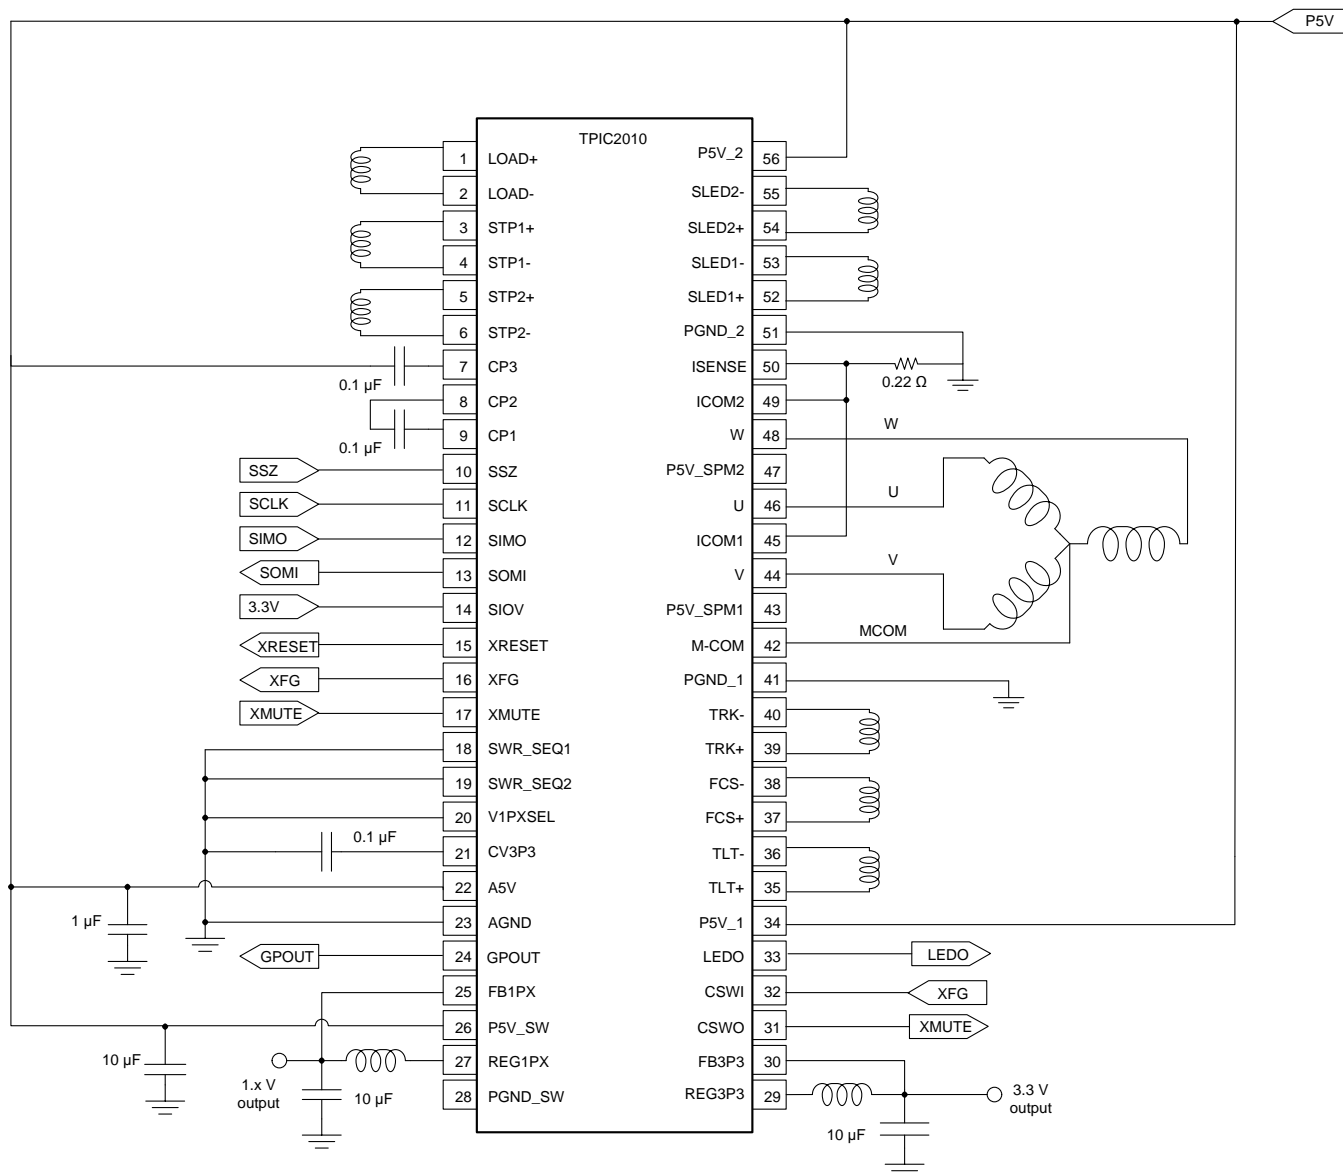 P5V
TPIC2010
1 LOAD+
2 LOAD-
3 STP1+
4 STP1-
5 STP2+
6 STP2-
0.1 µF
7 CP3
8 CP2
0.1 µF
9 CP1
SSZ 10 SSZ
SCLK 11 SCLK
SIMO 12 SIMO
SOMI 13 SOMI
3.3V 14 SIOV
XRESET 15 XRESET
XFG 16 XFG
XMUTE 17 XMUTE
18 SWR_SEQ1
19 SWR_SEQ2
20 V1PXSEL
0.1 µF
21 CV3P3
22 A5V
1 µF
23 AGND
GPOUT 24 GPOUT
25 FB1PX
26 P5V_SW
10 µF
27 REG1PX
1.x V
output
10 µF
28 PGND_SW
P5V_2 56
SLED2- 55
SLED2+ 54
SLED1- 53
SLED1+ 52
PGND_2 51
ISENSE 50
0.22 Ω
ICOM2 49
W 48 W
P5V_SPM2 47
U 46 U
ICOM1 45
V 44 V
P5V_SPM1 43
M-COM 42 MCOM
PGND_1 41
TRK- 40
TRK+ 39
FCS- 38
FCS+ 37
TLT- 36
TLT+ 35
P5V_1 34
LEDO 33 LEDO
CSWI 32 XFG
CSWO 31 XMUTE
FB3P3 30
REG3P3 29
3.3 V
output
10 µF